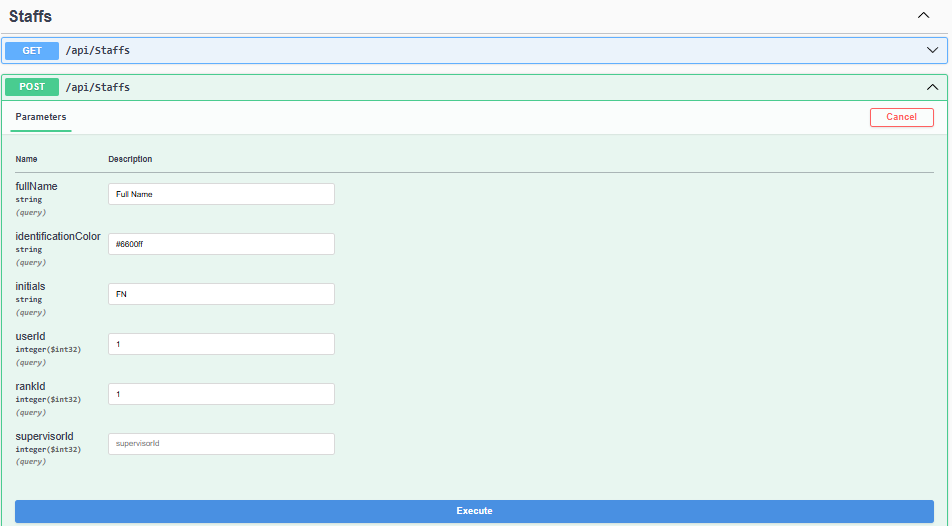 Staffs
GET /api/Staffs
POST /api/Staffs
Parameters Cancel
Name Description
fullName
string
(query)
Full Name
identificationColor
string
(query)
#6600ff
initials
string
(query)
FN
userId
integer($int32)
(query)
1
rankId
integer($int32)
(query)
1
supervisorId
integer($int32)
(query)
supervisorId
Execute